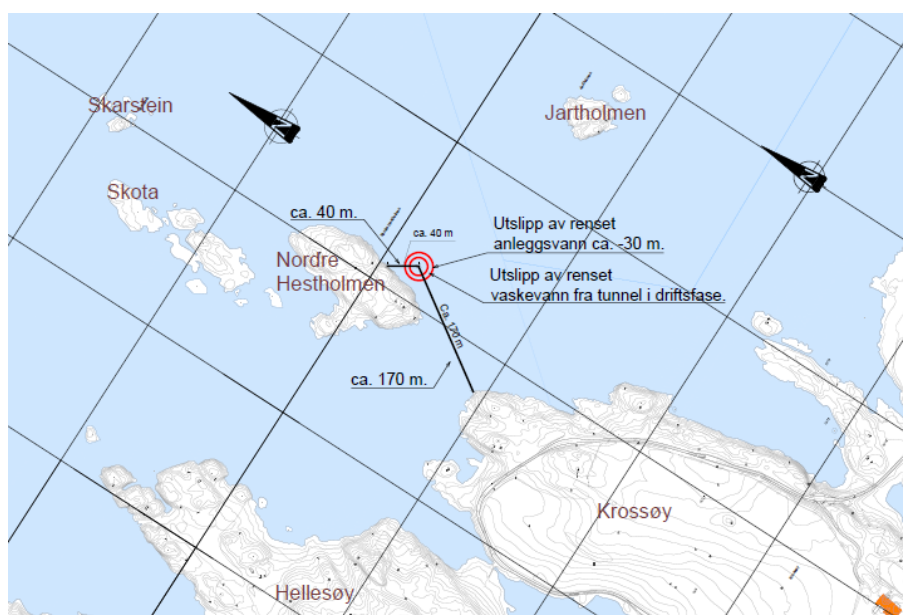 Skarstein
Jartholmen
Skota
N
N
ca. 40 m.
ca. 40 m
Utslipp av renset
anleggsvann ca. -30 m.
Nordre
Hestholmen
Utslipp av renset
vaskevann fra tunnel i driftsfase.
Ca. 170 m
ca. 170 m.
Krossøy
Hellesøy